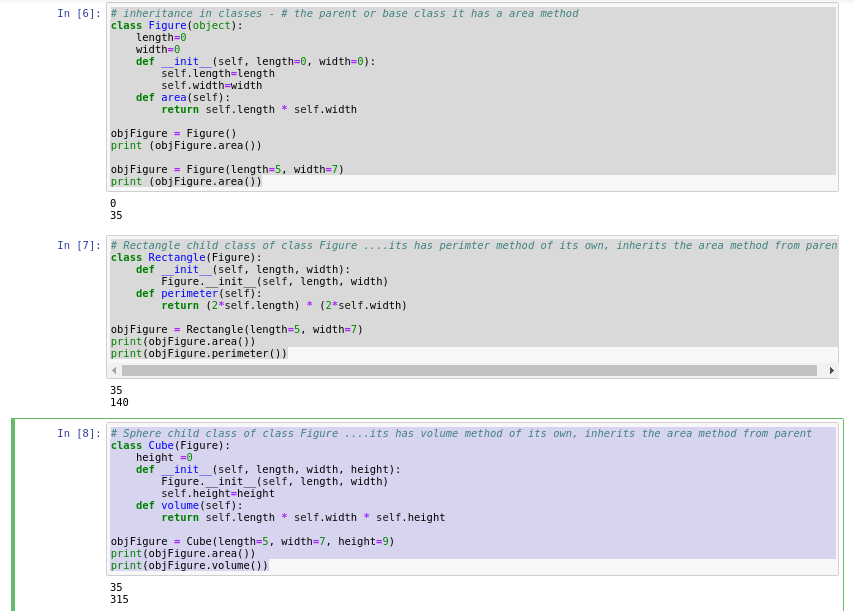 In [6]: # inheritance in classes - # the parent or base class it has a area method
class Figure(object):
    length=0
    width=0
    def __init__(self, length=0, width=0):
        self.length=length
        self.width=width
    def area(self):
        return self.length * self.width

objFigure = Figure()
print (objFigure.area())

objFigure = Figure(length=5, width=7)
print (objFigure.area())
0
35
In [7]: # Rectangle child class of class Figure ....its has perimter method of its own, inherits the area method from paren
class Rectangle(Figure):
    def __init__(self, length, width):
        Figure.__init__(self, length, width)
    def perimeter(self):
        return (2*self.length) * (2*self.width)

objFigure = Rectangle(length=5, width=7)
print(objFigure.area())
print(objFigure.perimeter())
35
140
In [8]: # Sphere child class of class Figure ....its has volume method of its own, inherits the area method from parent
class Cube(Figure):
    height =0
    def __init__(self, length, width, height):
        Figure.__init__(self, length, width)
        self.height=height
    def volume(self):
        return self.length * self.width * self.height

objFigure = Cube(length=5, width=7, height=9)
print(objFigure.area())
print(objFigure.volume())
35
315